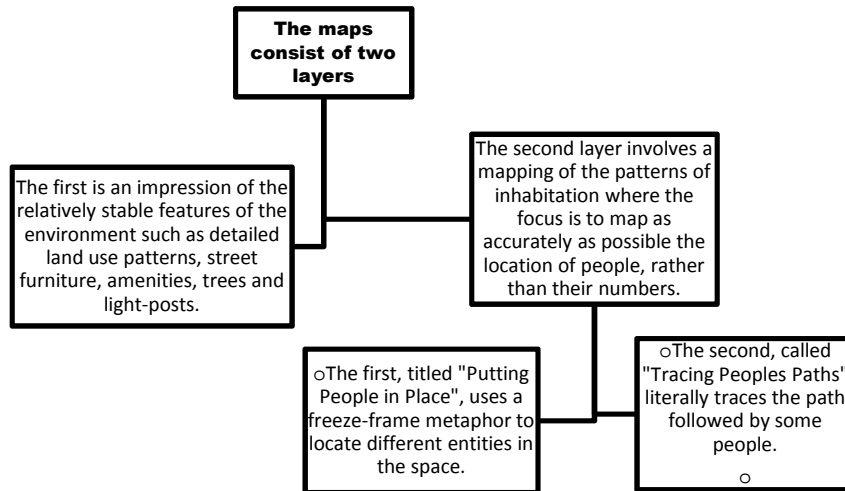 The maps
consist of two
layers
The first is an impression of the
relatively stable features of the
environment such as detailed
land use patterns, street
furniture, amenities, trees and
light-posts.
The second layer involves a
mapping of the patterns of
inhabitation where the
focus is to map as
accurately as possible the
location of people, rather
than their numbers.
○The first, titled "Putting
People in Place", uses a
freeze-frame metaphor to
locate different entities in
the space.
○The second, called
"Tracing Peoples Paths"
literally traces the path
followed by some
people.
○